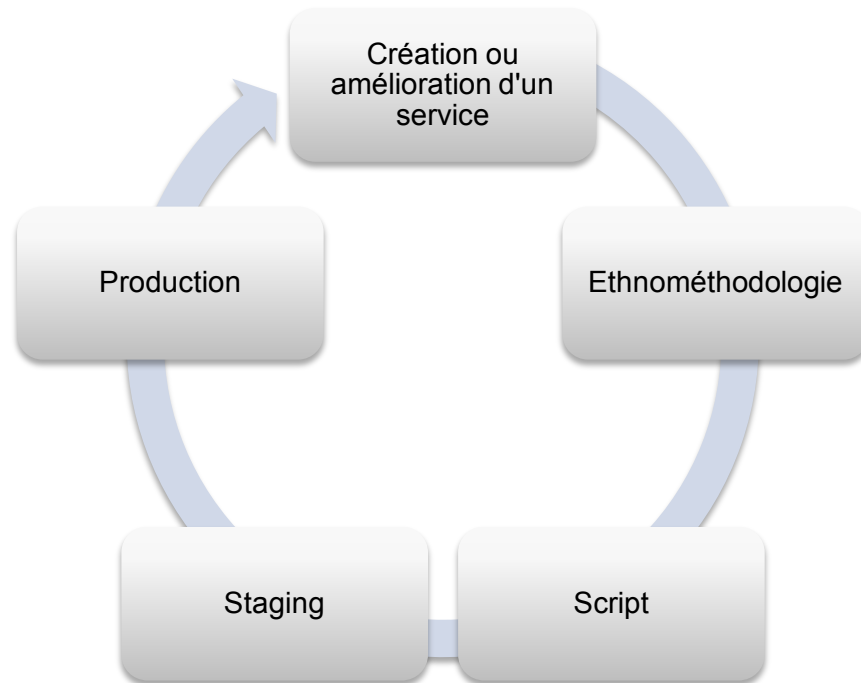 Création ou
amélioration d'un
service
Ethnométhodologie
Script
Staging
Production